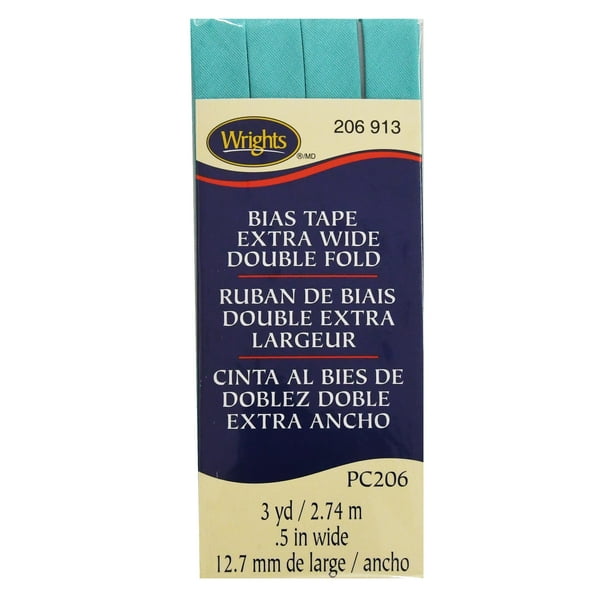 206 913
Wrights
®/MD
BIAS TAPE
EXTRA WIDE
DOUBLE FOLD
RUBAN DE BIAIS
DOUBLE EXTRA
LARGEUR
CINTA AL BIES DE
DOBLEZ DOBLE
EXTRA ANCHO
PC206
3 yd / 2.74 m
.5 in wide
12.7 mm de large / ancho